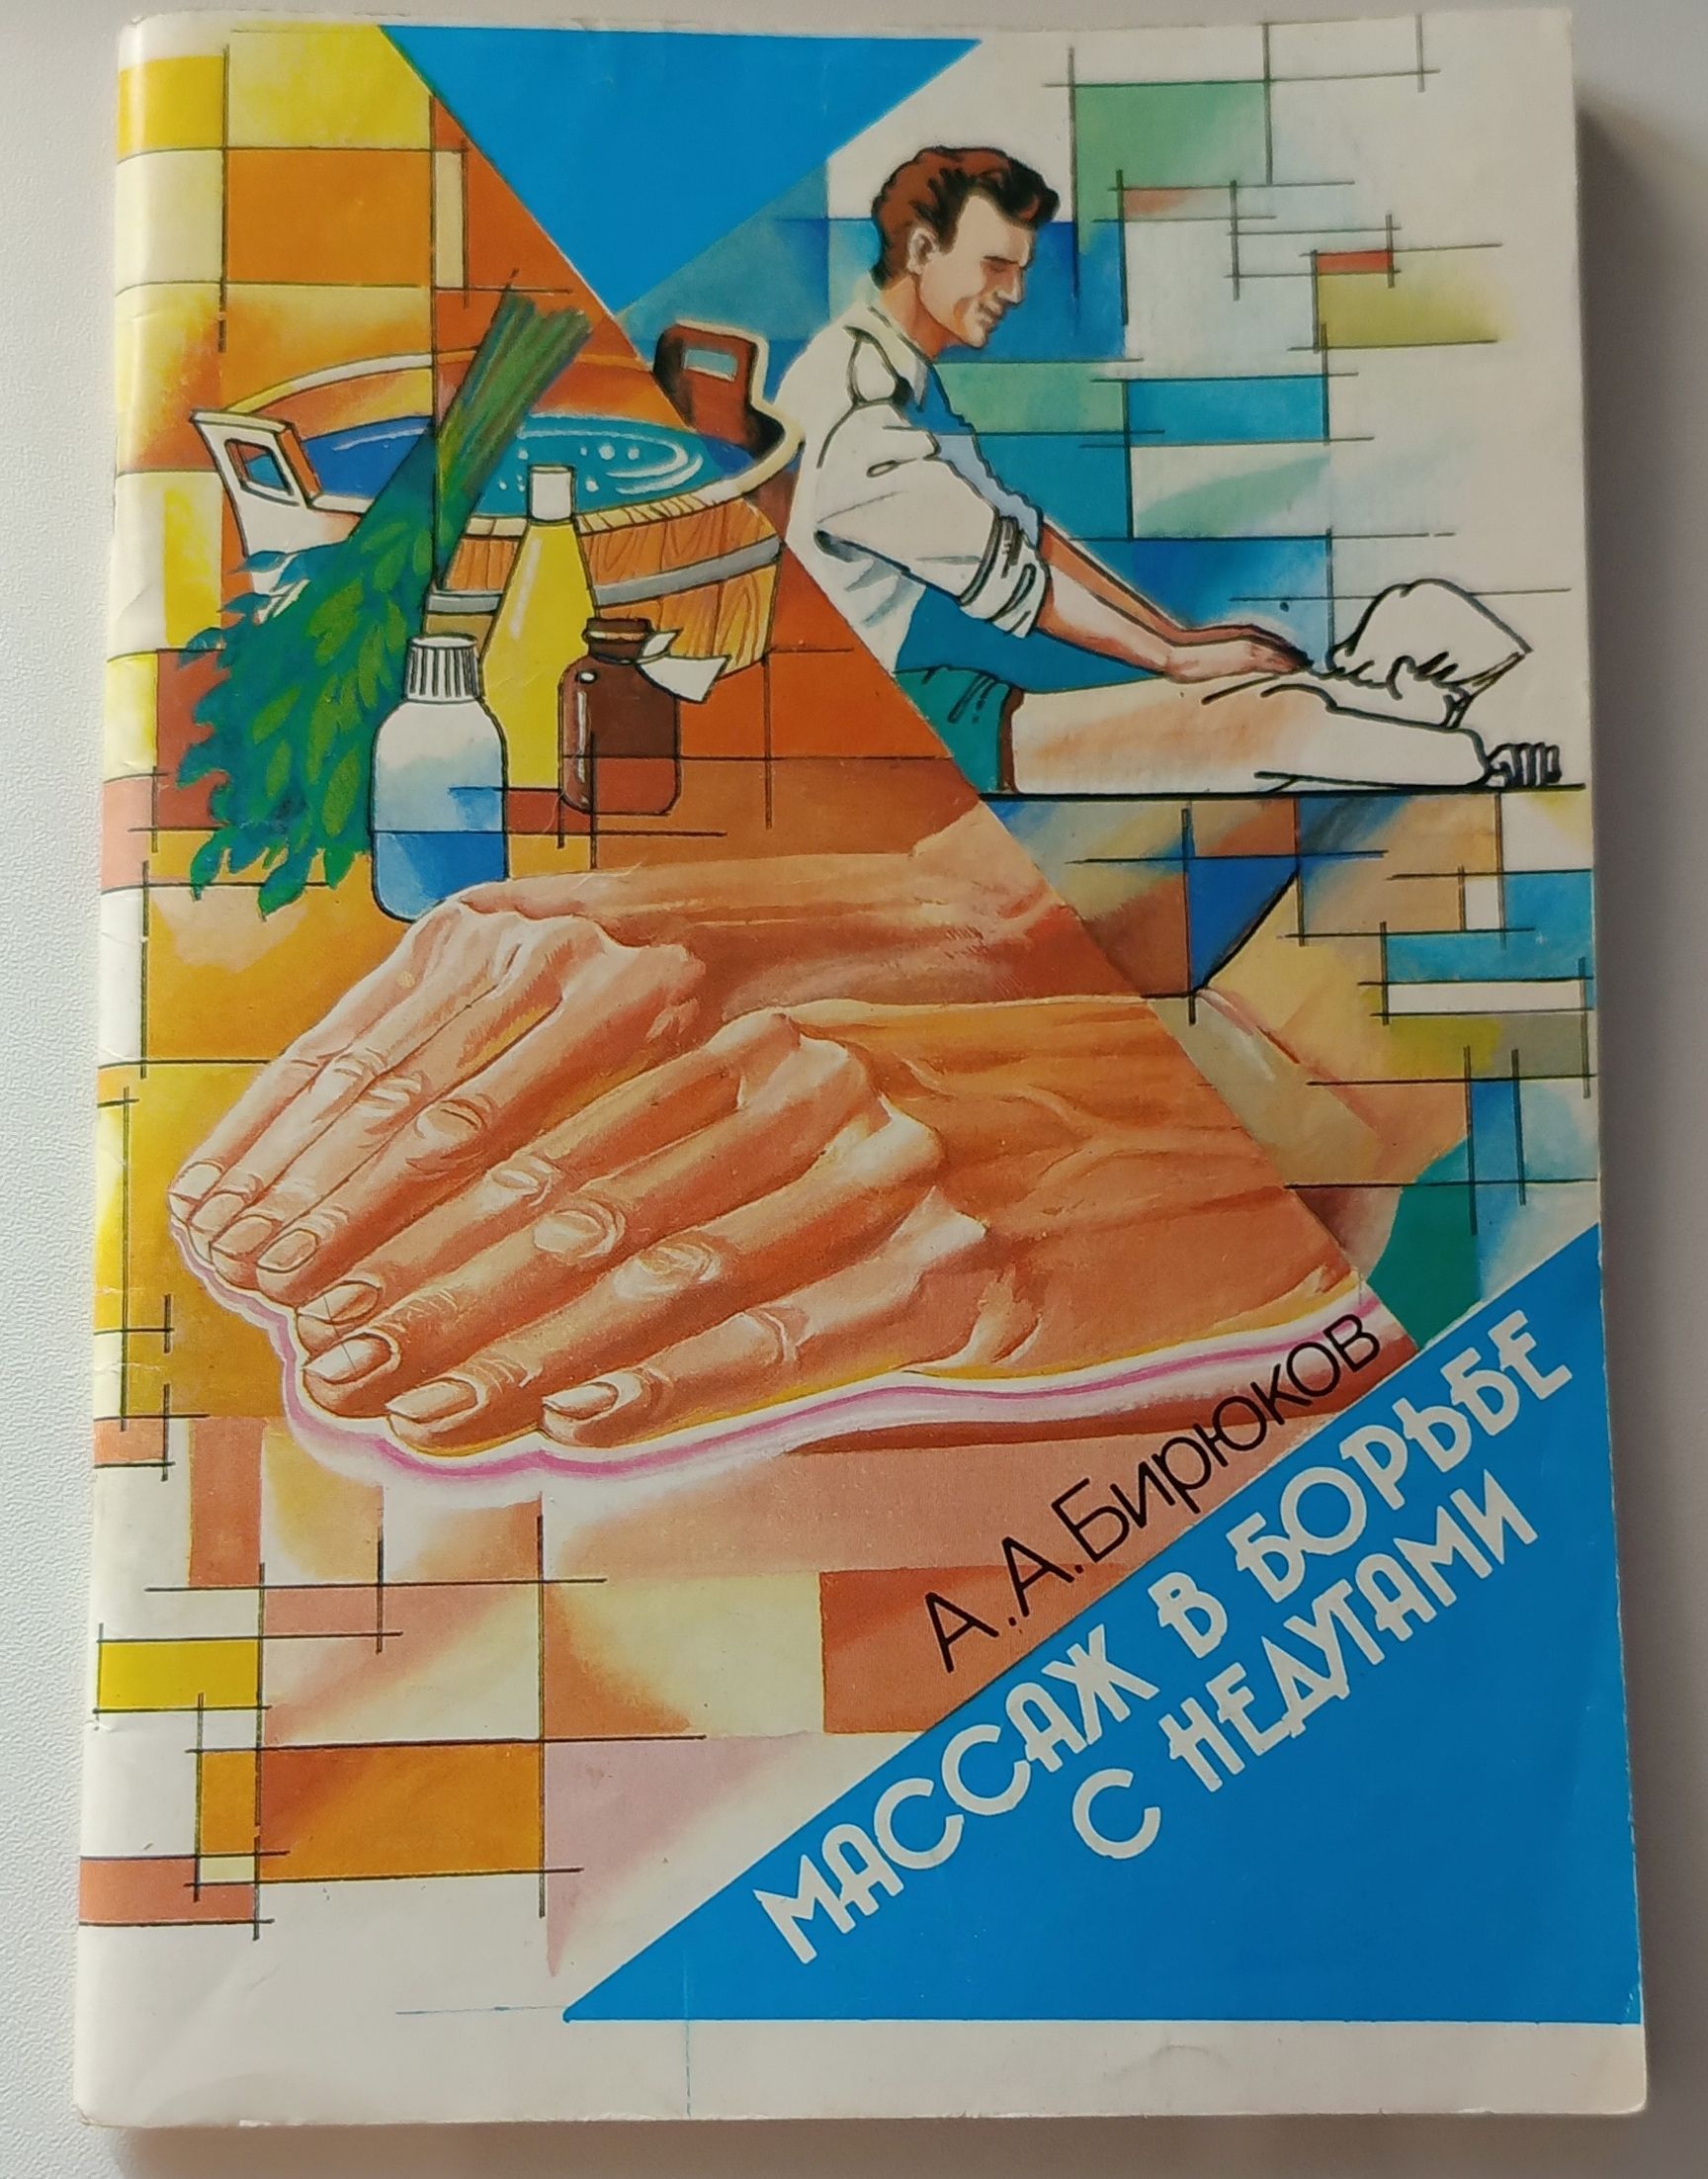 А.А.Бирюков
МАССАЖ В БОРЬБЕ
С НЕДУГАМИ